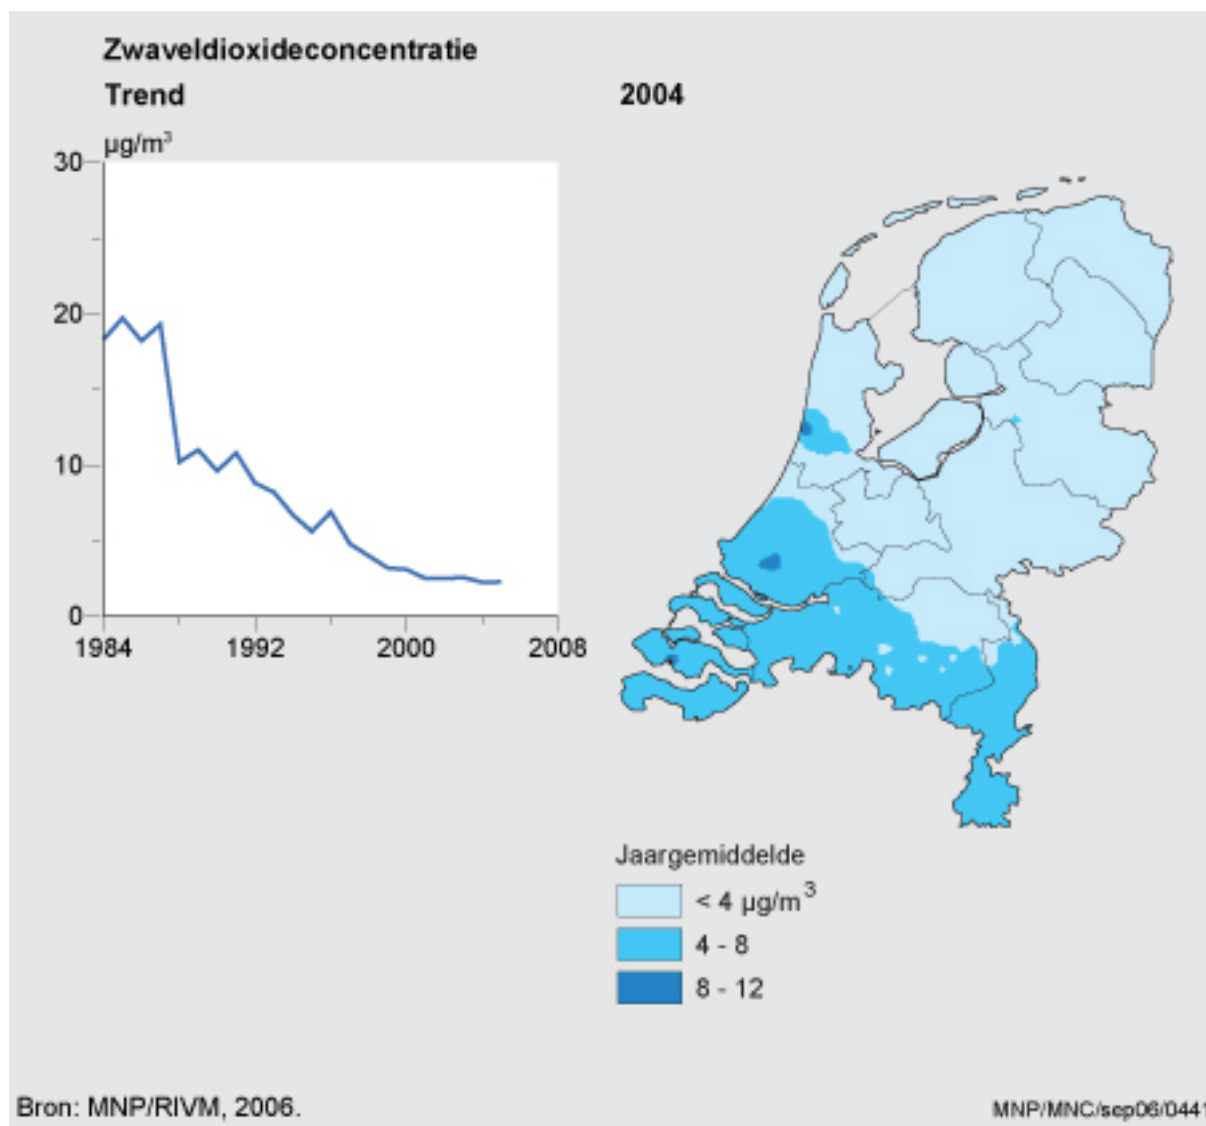 Zwaveldioxideconcentratie
Trend
µg/m³
30
20
10
0
1984 1992 2000 2008
2004
Jaargemiddelde
< 4 µg/m³
4 - 8
8 - 12
Bron: MNP/RIVM, 2006.
MNP/MNC/sep06/0441